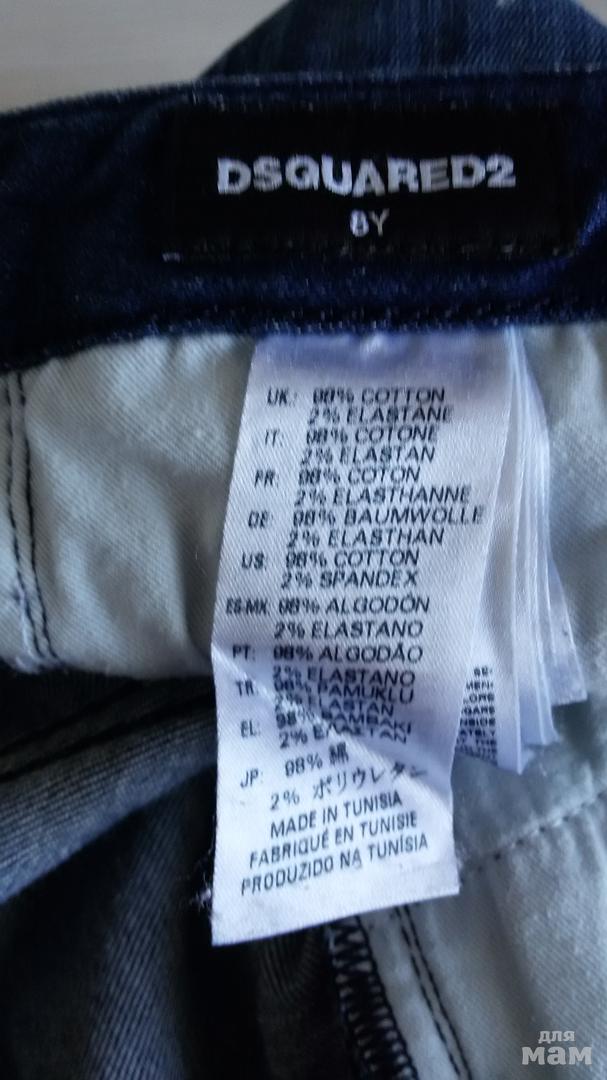 DSQUARED2
8Y
UK: 98% COTTON
2% ELASTANE
IT: 98% COTONE
2% ELASTAN
FR: 98% COTON
2% ELASTHANNE
DE: 98% BAUMWOLLE
2% ELASTHAN
US: 98% COTTON
2% SPANDEX
ES-MX: 98% ALGODÓN
2% ELASTANO
PT: 98% ALGODÃO
2% ELASTANO
TR: 98% PAMUKLU
2% ELASTAN
EL: 98% BAMBAKI
2% ELASTAN
JP: 98% 綿
2% ポリウレタン
MADE IN TUNISIA
FABRIQUÉ EN TUNISIE
PRODUZIDO NA TUNÍSIA
для
мам